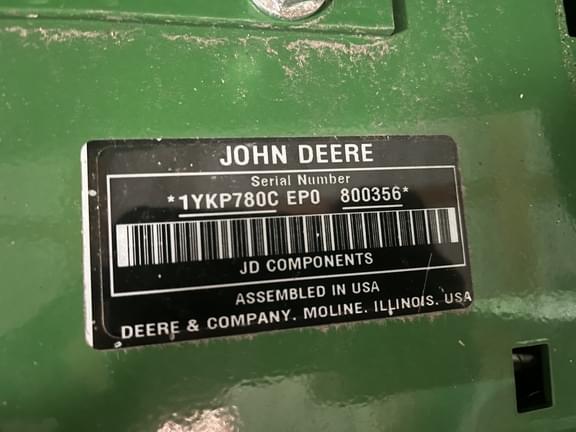 JOHN DEERE
Serial Number
*1YKP780C EP0 800356*
JD COMPONENTS
ASSEMBLED IN USA
DEERE & COMPANY. MOLINE. ILLINOIS. USA